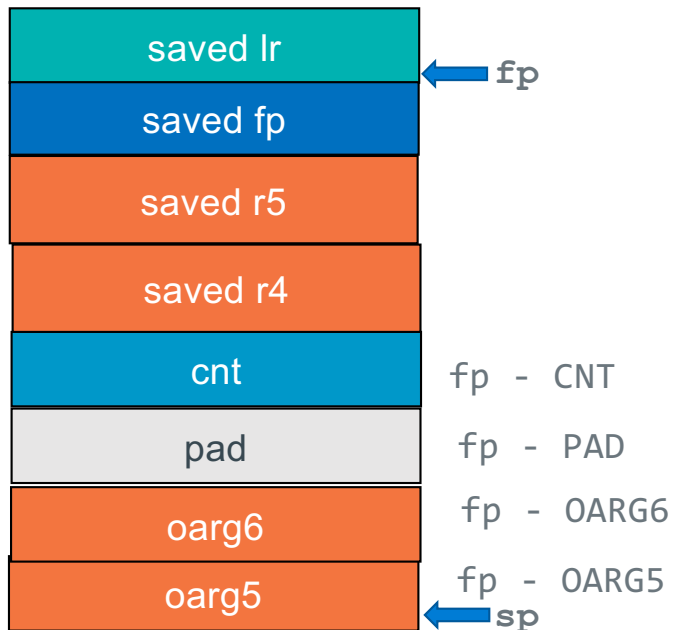 saved lr
fp
saved fp
saved r5
saved r4
cnt
fp - CNT
pad
fp - PAD
oarg6
fp - OARG6
oarg5
fp - OARG5
sp